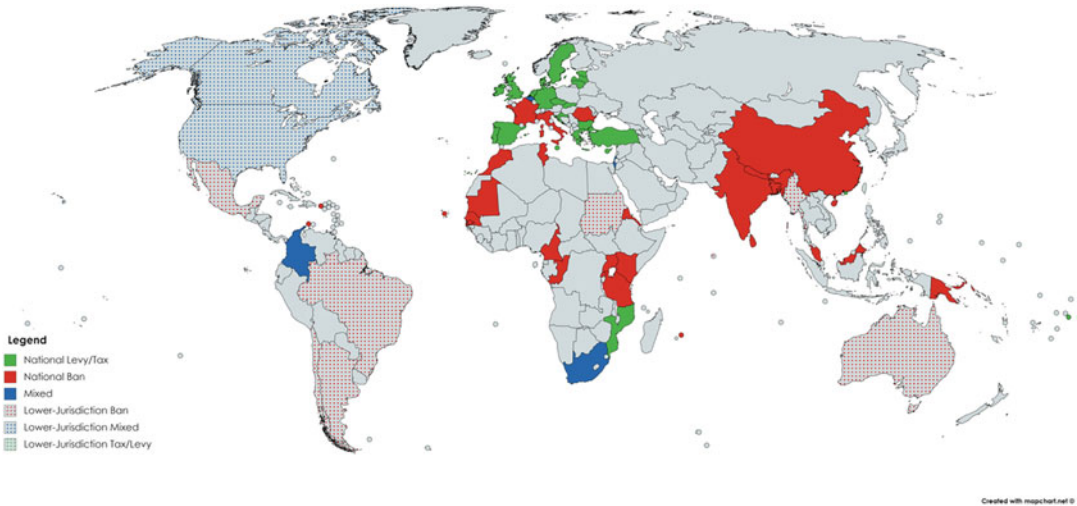 Legend
National Levy/Tax
National Ban
Mixed
Lower-Jurisdiction Ban
Lower-Jurisdiction Mixed
Lower-Jurisdiction Tax/Levy
Created with mapchart.net ©